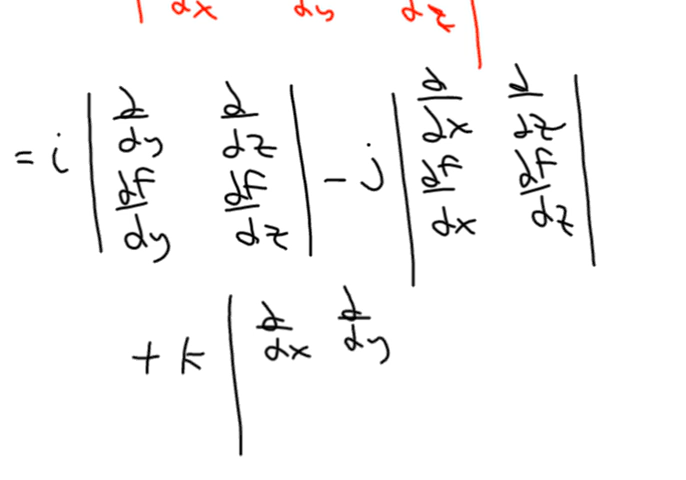 dx dy dz
= i | d/dy d/dz | - j | d/dx d/dz |
| df/dy df/dz | | df/dx df/dz |
+ k | d/dx d/dy